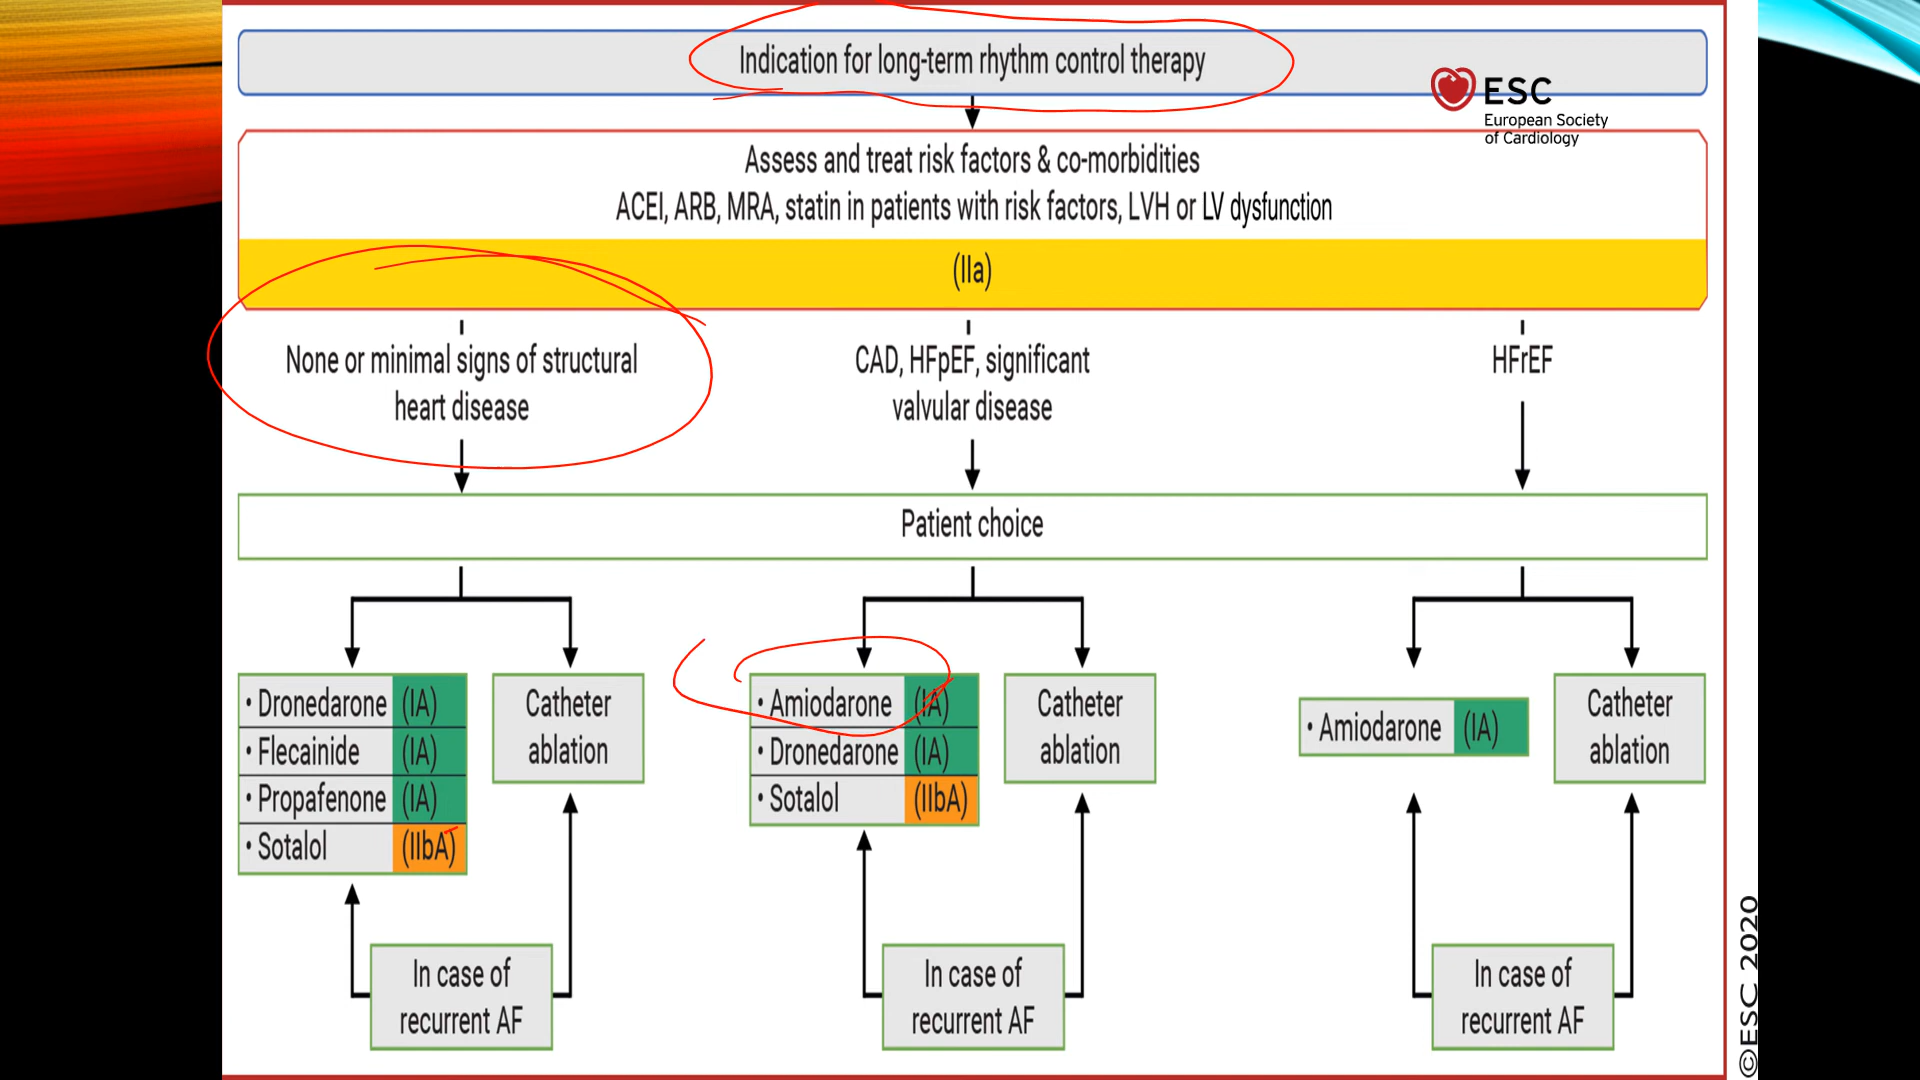 Indication for long-term rhythm control therapy
ESC
European Society
of Cardiology
Assess and treat risk factors & co-morbidities
ACEI, ARB, MRA, statin in patients with risk factors, LVH or LV dysfunction
(IIa)
None or minimal signs of structural
heart disease
CAD, HFpEF, significant
valvular disease
HFrEF
Patient choice
• Dronedarone (IA)
• Flecainide (IA)
• Propafenone (IA)
• Sotalol (IIbA)
Catheter
ablation
• Amiodarone (IA)
• Dronedarone (IA)
• Sotalol (IIbA)
Catheter
ablation
• Amiodarone (IA)
Catheter
ablation
In case of
recurrent AF
In case of
recurrent AF
In case of
recurrent AF
©ESC 2020